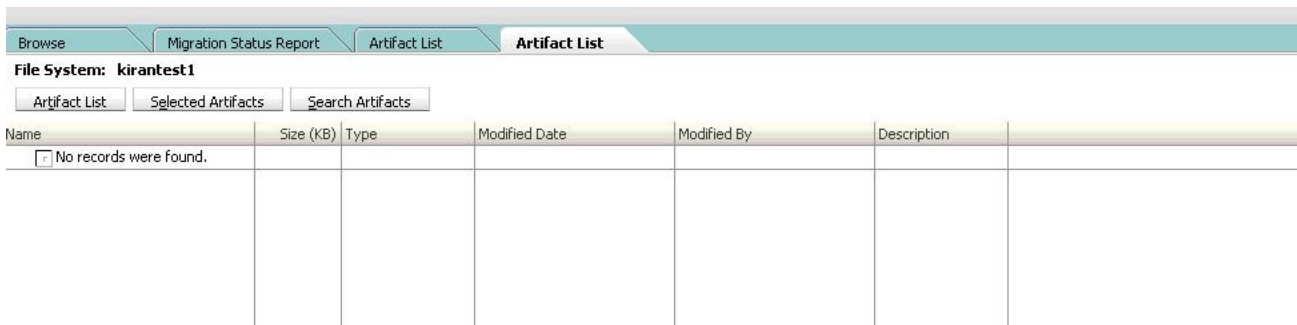 Browse Migration Status Report Artifact List Artifact List
File System: kirantest1
Artifact List Selected Artifacts Search Artifacts
Name Size (KB) Type Modified Date Modified By Description
No records were found.